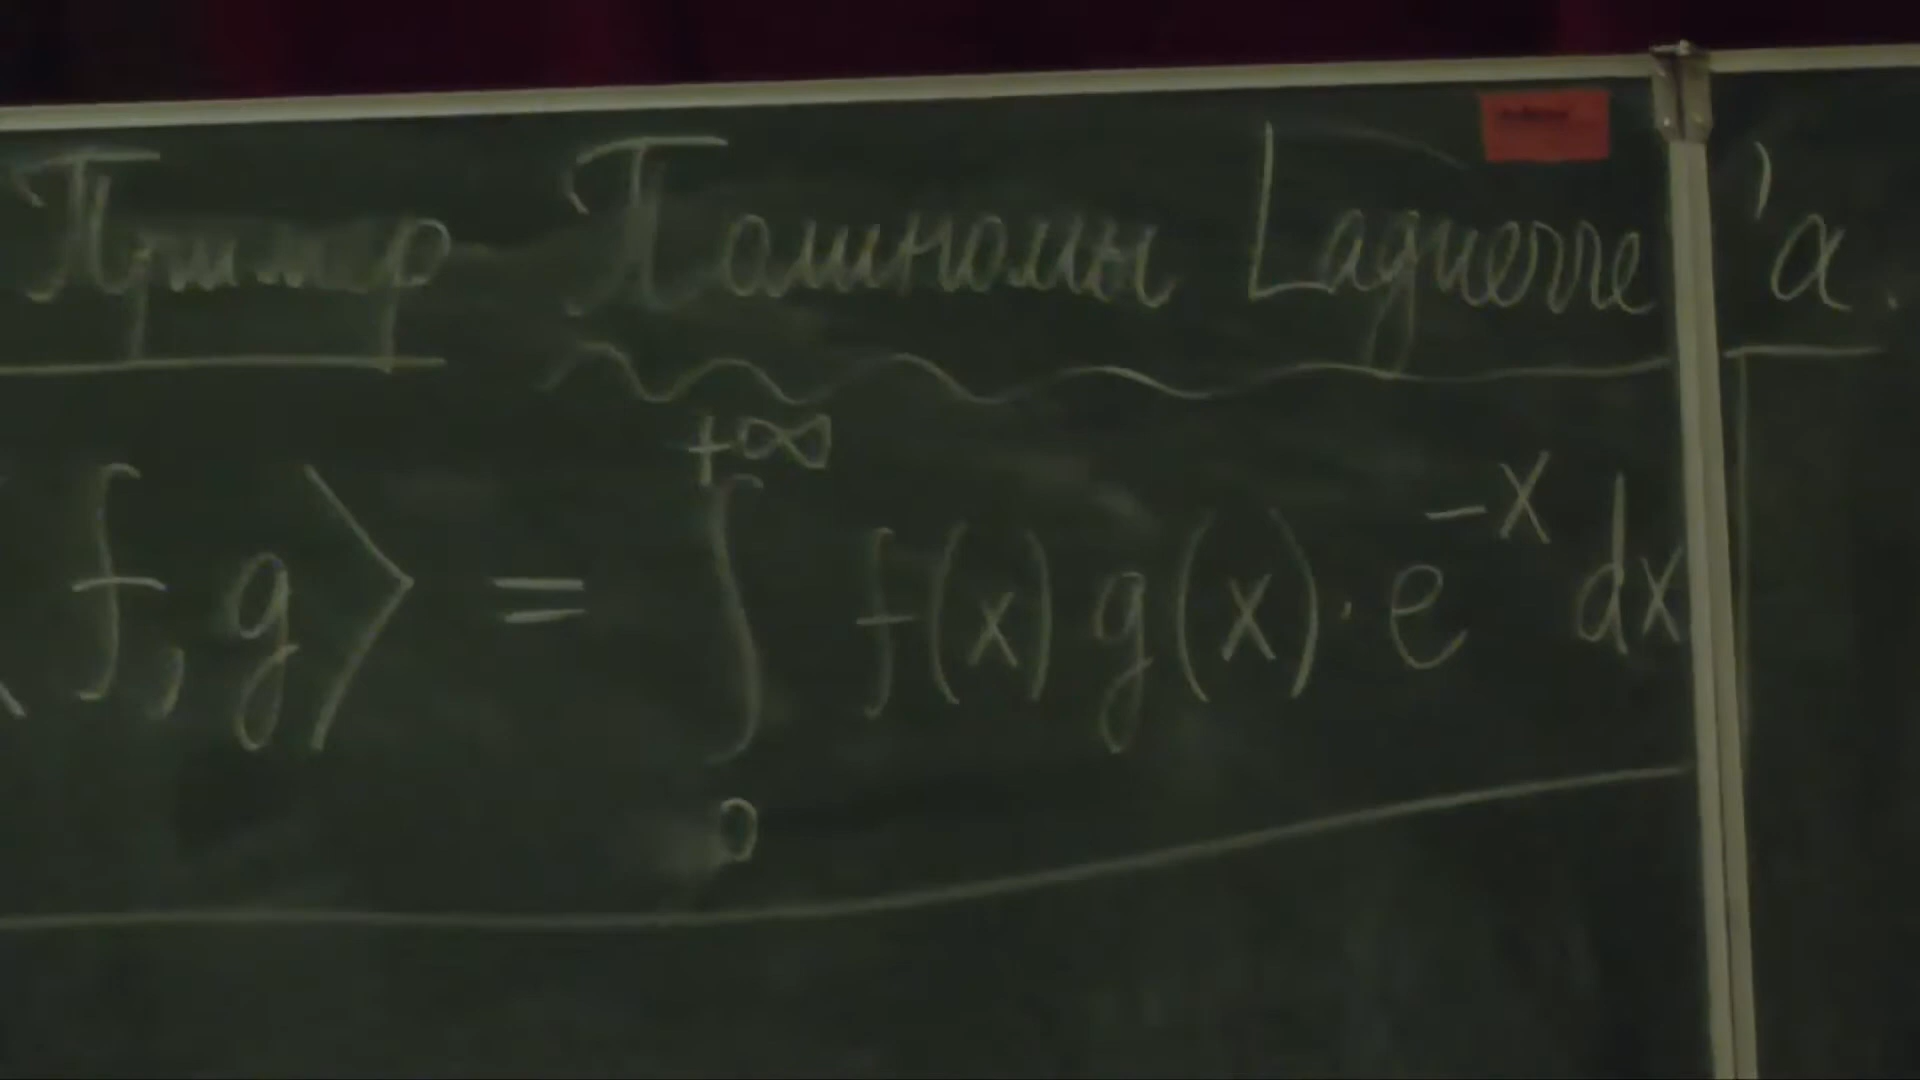 Пример Полиномы Laguerre'а.
⟨f, g⟩ = ∫₀^{+∞} f(x) g(x) · e^{-x} dx